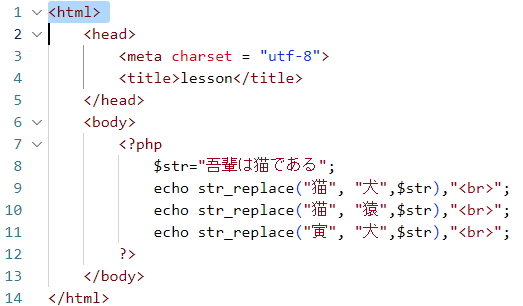 1 <html>
2 <head>
3 <meta charset = "utf-8">
4 <title>lesson</title>
5 </head>
6 <body>
7 <?php
8 $str="吾輩は猫である";
9 echo str_replace("猫", "犬",$str),"<br>";
10 echo str_replace("猫", "猿",$str),"<br>";
11 echo str_replace("寅", "犬",$str),"<br>";
12 ?>
13 </body>
14 </html>